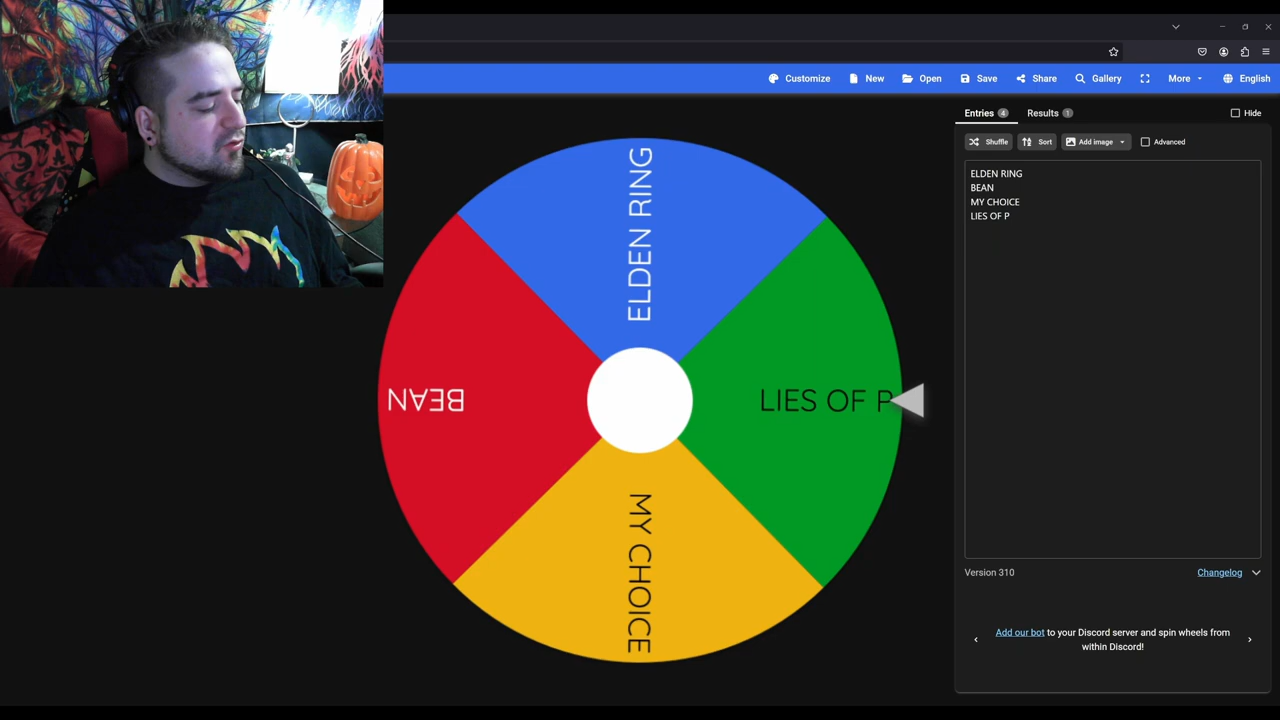 Customize
New
Open
Save
Share
Gallery
More
English
Entries 4
Results 1
Hide
Shuffle
Sort
Add image
Advanced
ELDEN RING
BEAN
MY CHOICE
LIES OF P
ELDEN RING
LIES OF P
BEAN
MY CHOICE
Version 310
Changelog
Add our bot to your Discord server and spin wheels from
within Discord!